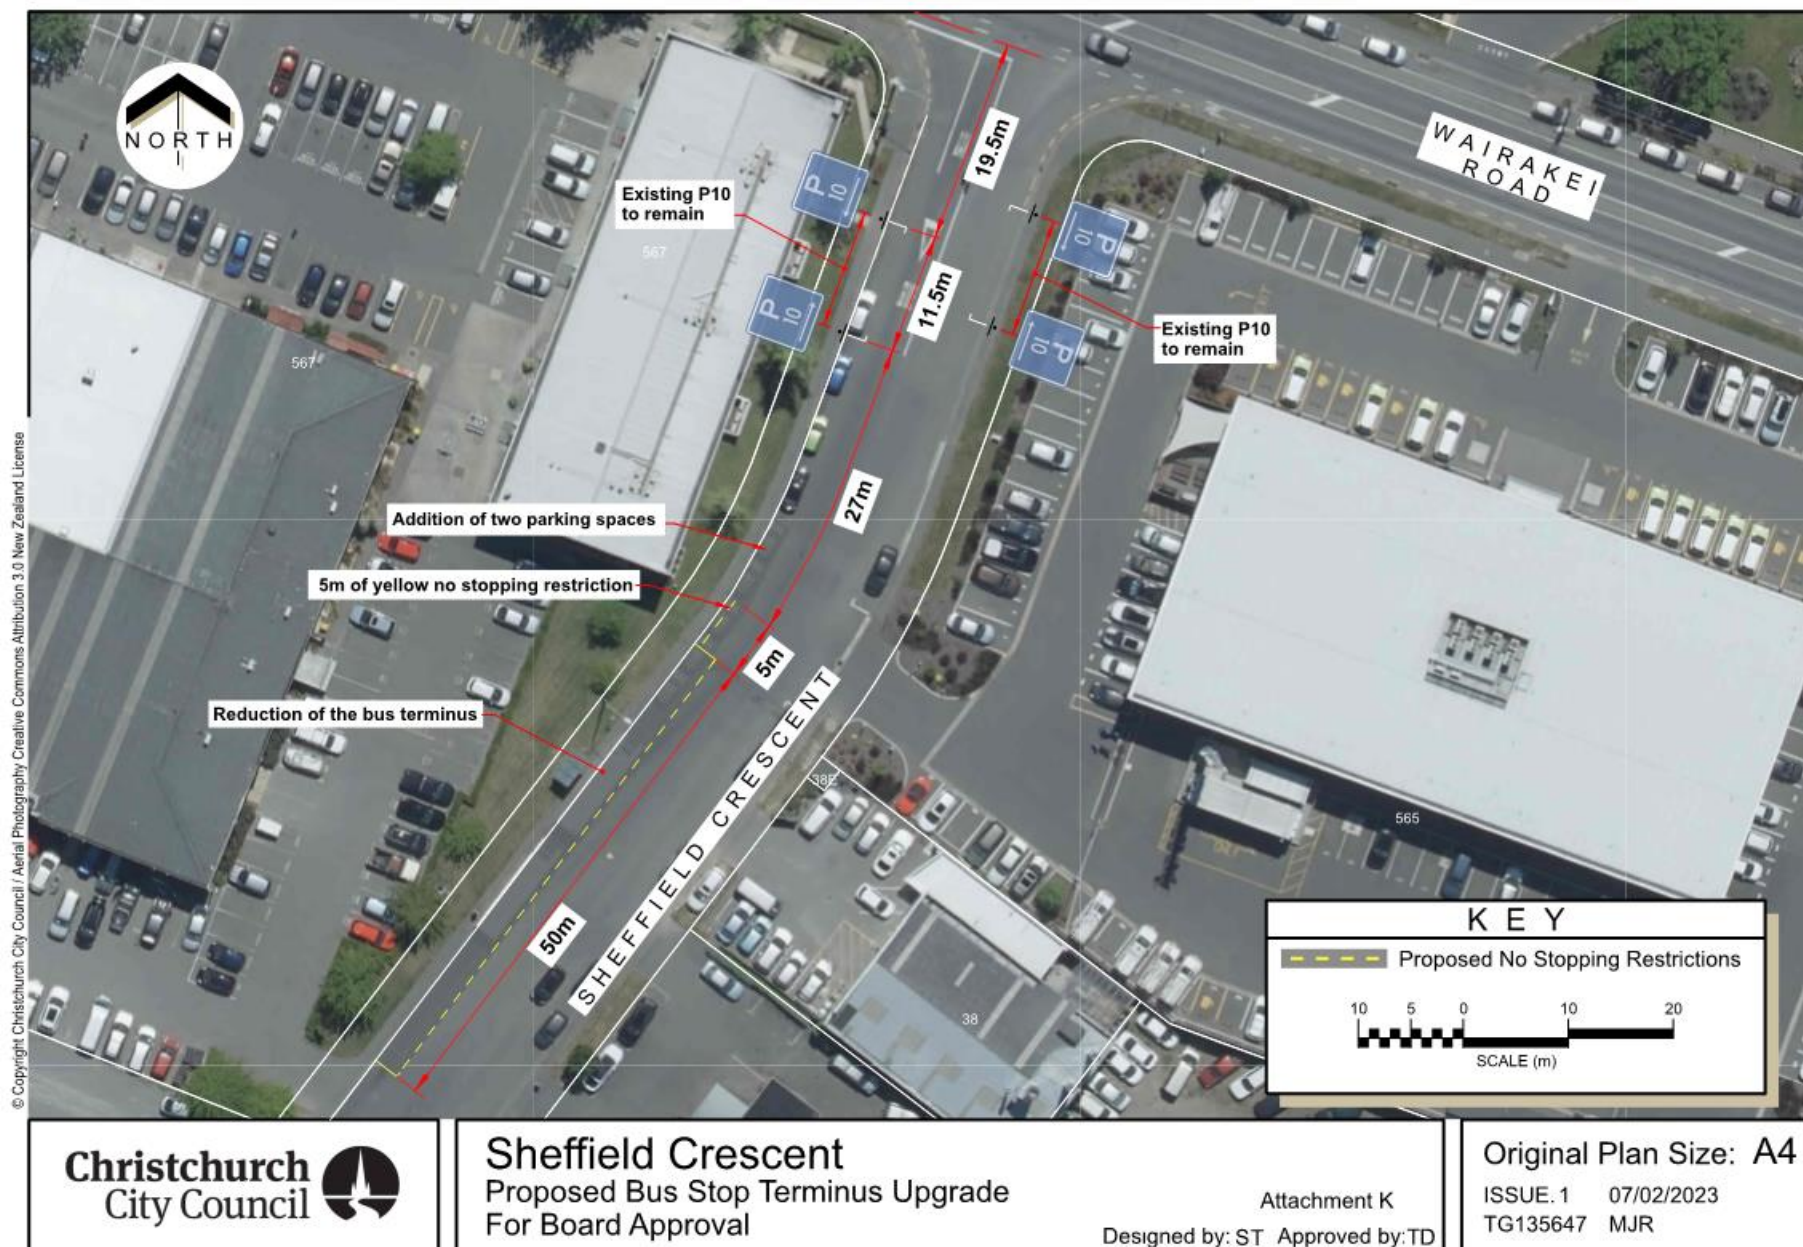 NORTH
WAIRAKEI
ROAD
19.5m
Existing P10
to remain
P
10
P
10
567
11.5m
P
10
P
10
Existing P10
to remain
567
27m
Addition of two parking spaces
5m of yellow no stopping restriction
5m
Reduction of the bus terminus
SHEFFIELD CRESCENT
38E
565
50m
38
KEY
Proposed No Stopping Restrictions
10 5 0 10 20
SCALE (m)
© Copyright Christchurch City Council / Aerial Photography Creative Commons Attribution 3.0 New Zealand License
Christchurch
City Council
Sheffield Crescent
Proposed Bus Stop Terminus Upgrade
For Board Approval
Attachment K
Designed by: ST Approved by:TD
Original Plan Size: A4
ISSUE.1 07/02/2023
TG135647 MJR